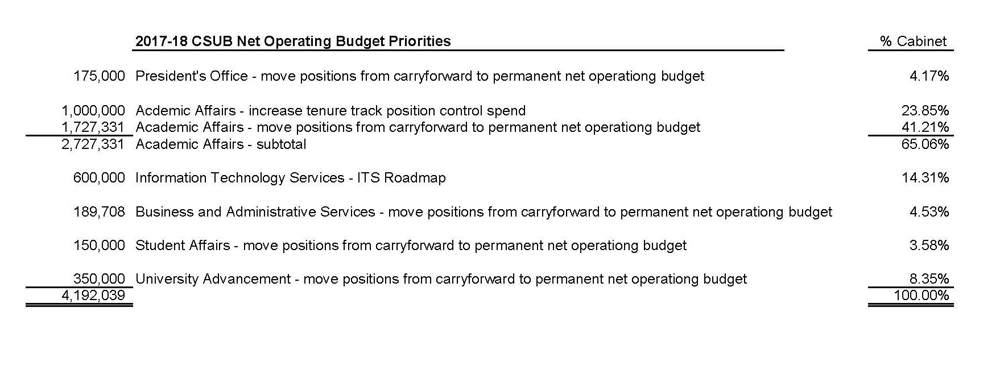 2017-18 CSUB Net Operating Budget Priorities % Cabinet
175,000 President's Office - move positions from carryforward to permanent net operationg budget 4.17%
1,000,000 Acdemic Affairs - increase tenure track position control spend 23.85%
1,727,331 Academic Affairs - move positions from carryforward to permanent net operationg budget 41.21%
2,727,331 Academic Affairs - subtotal 65.06%
600,000 Information Technology Services - ITS Roadmap 14.31%
189,708 Business and Administrative Services - move positions from carryforward to permanent net operationg budget 4.53%
150,000 Student Affairs - move positions from carryforward to permanent net operationg budget 3.58%
350,000 University Advancement - move positions from carryforward to permanent net operationg budget 8.35%
4,192,039 100.00%